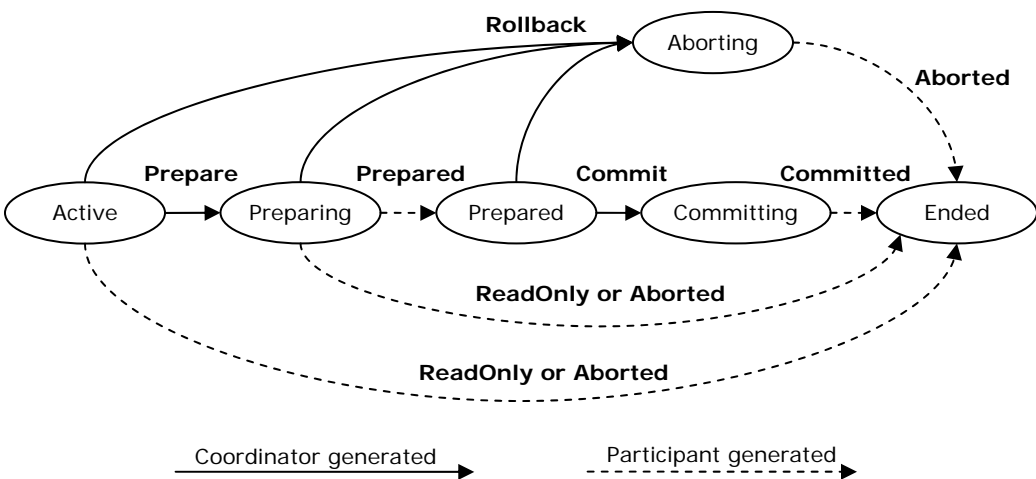 Rollback
Aborting
Aborted
Prepare
Prepared
Commit
Committed
Active
Preparing
Prepared
Committing
Ended
ReadOnly or Aborted
ReadOnly or Aborted
Coordinator generated
Participant generated